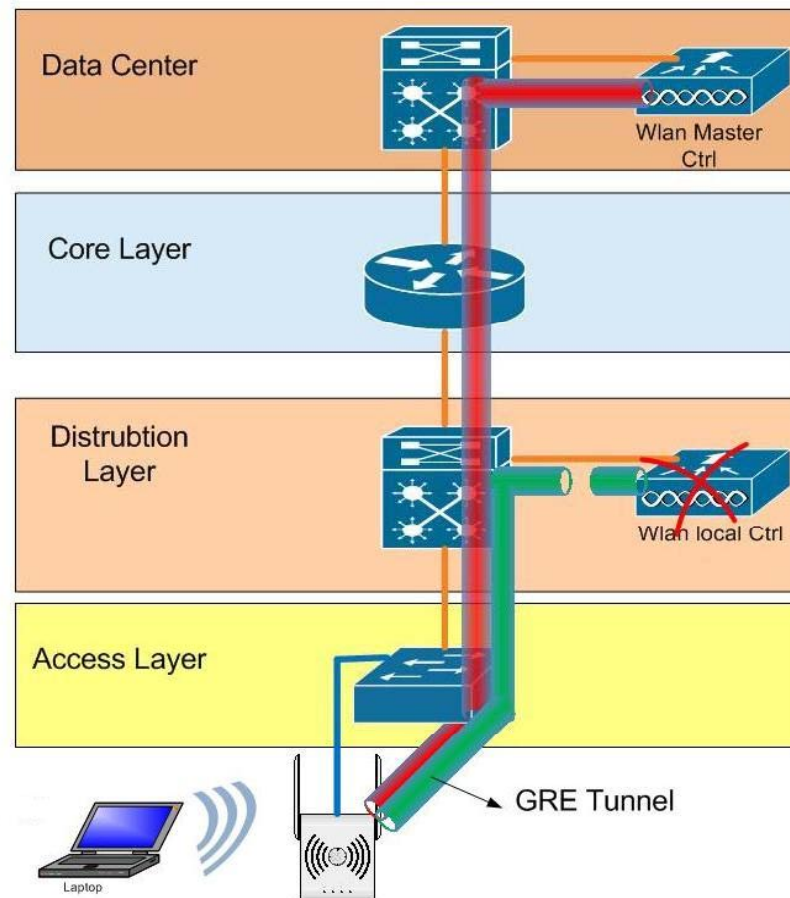 Data Center
Wlan Master
Ctrl
Core Layer
Distrubtion
Layer
Wlan local Ctrl
Access Layer
GRE Tunnel
Laptop